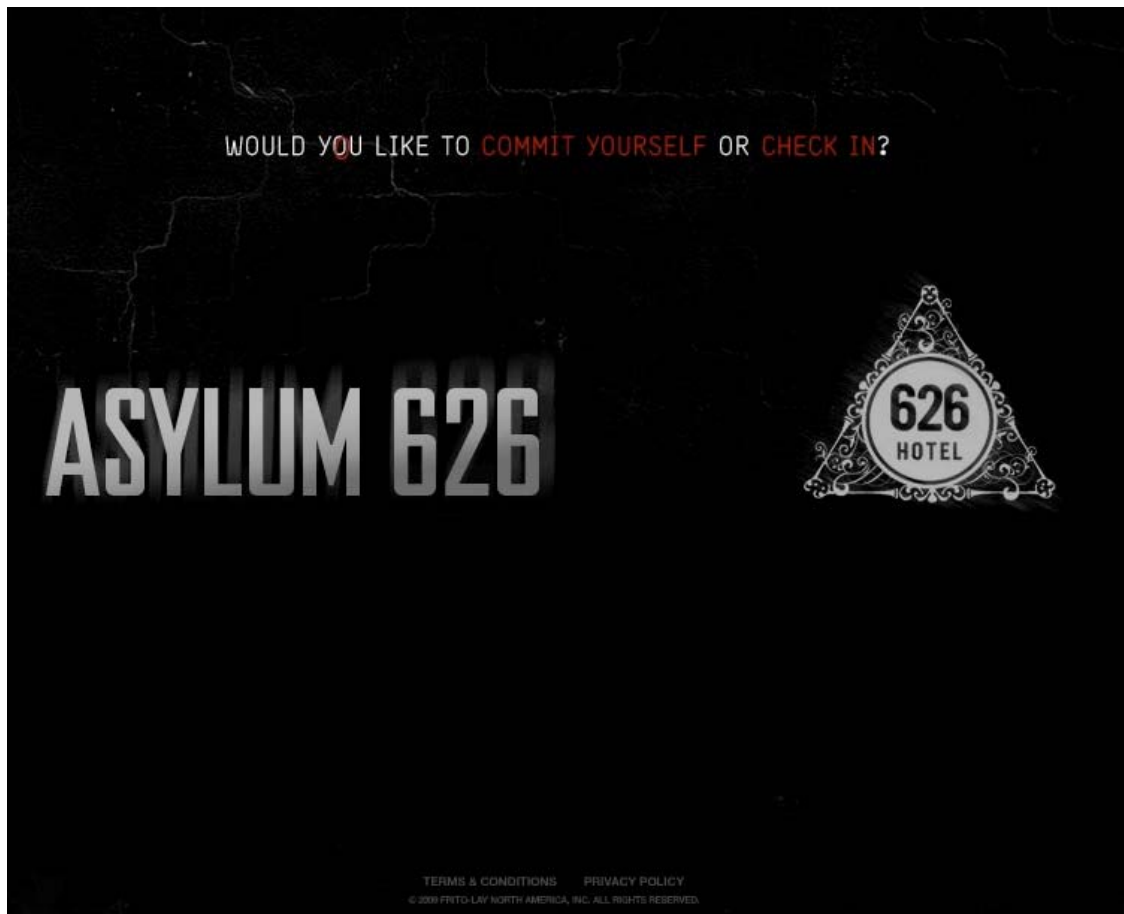 WOULD YOU LIKE TO COMMIT YOURSELF OR CHECK IN?
ASYLUM 626
626
HOTEL
TERMS & CONDITIONS PRIVACY POLICY
© 2009 FRITO-LAY NORTH AMERICA, INC. ALL RIGHTS RESERVED.